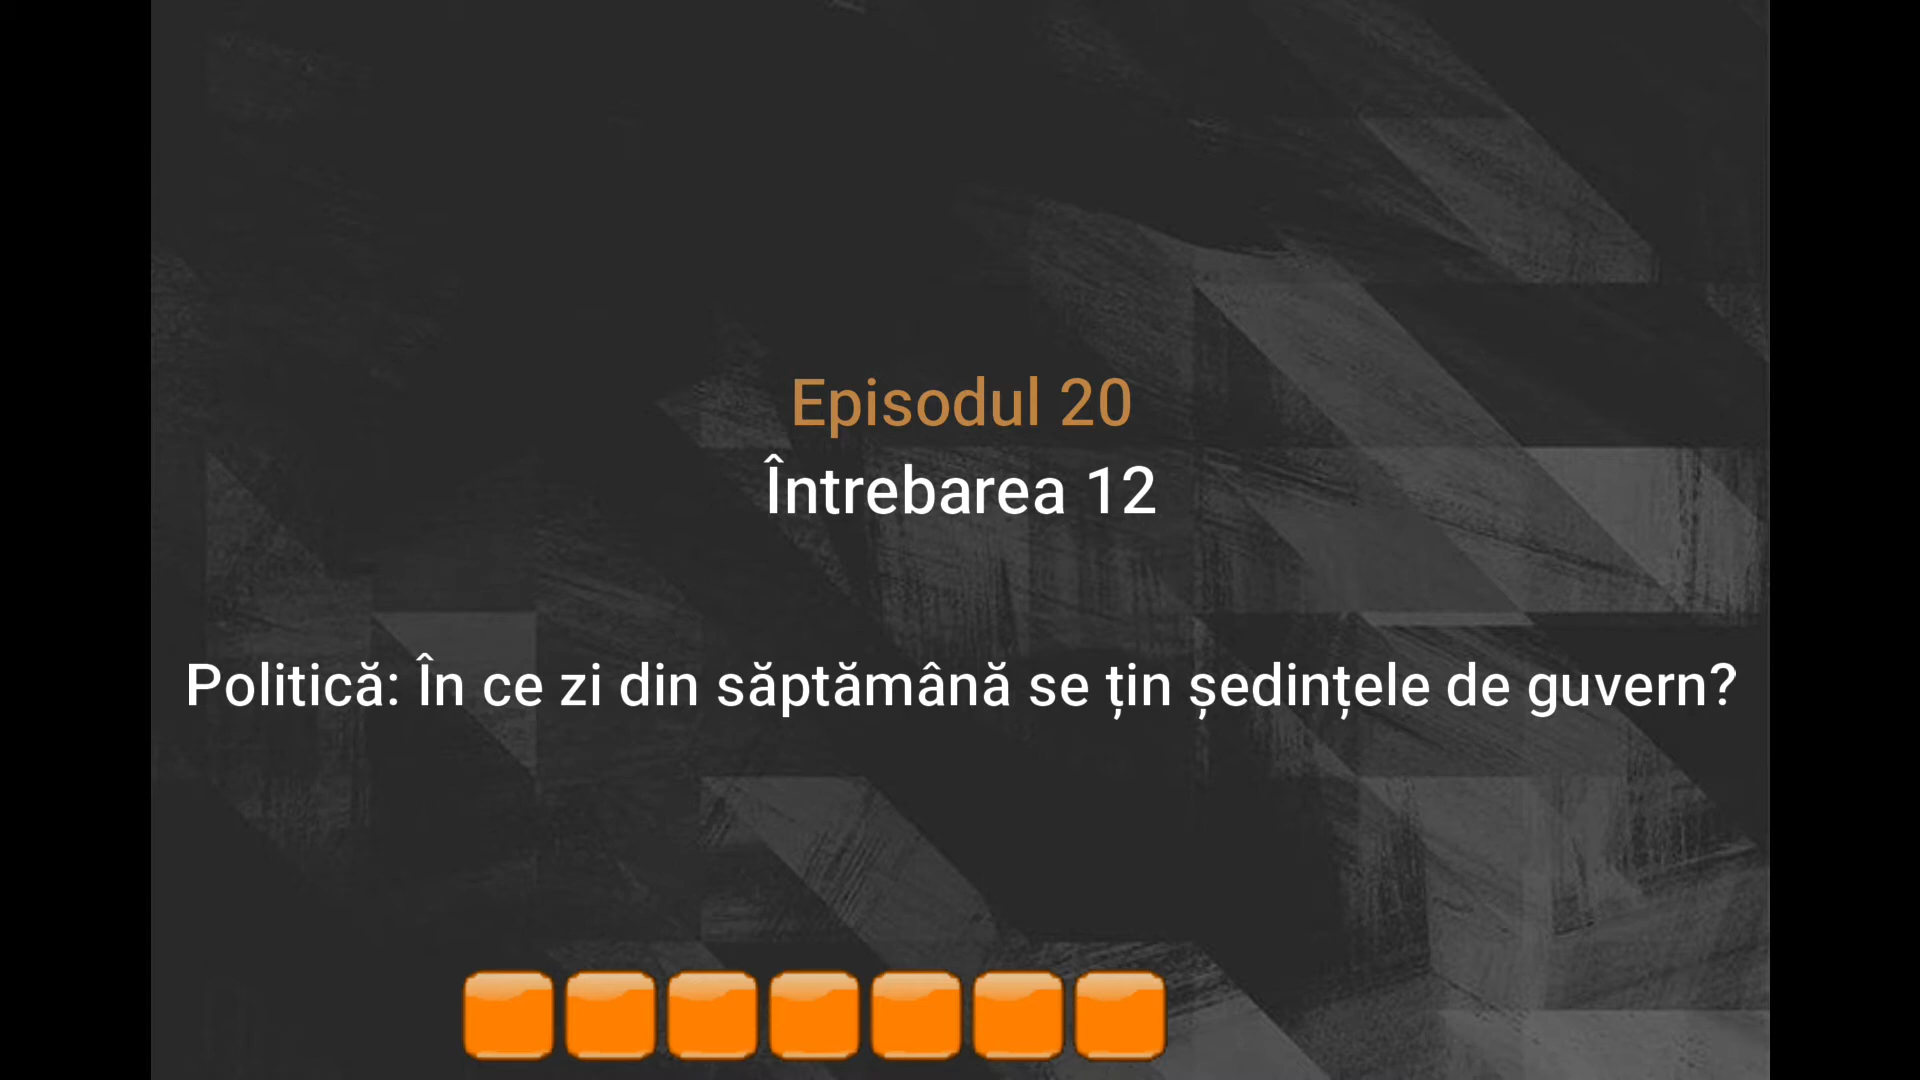 Episodul 20
Întrebarea 12
Politică: În ce zi din săptămână se țin ședințele de guvern?